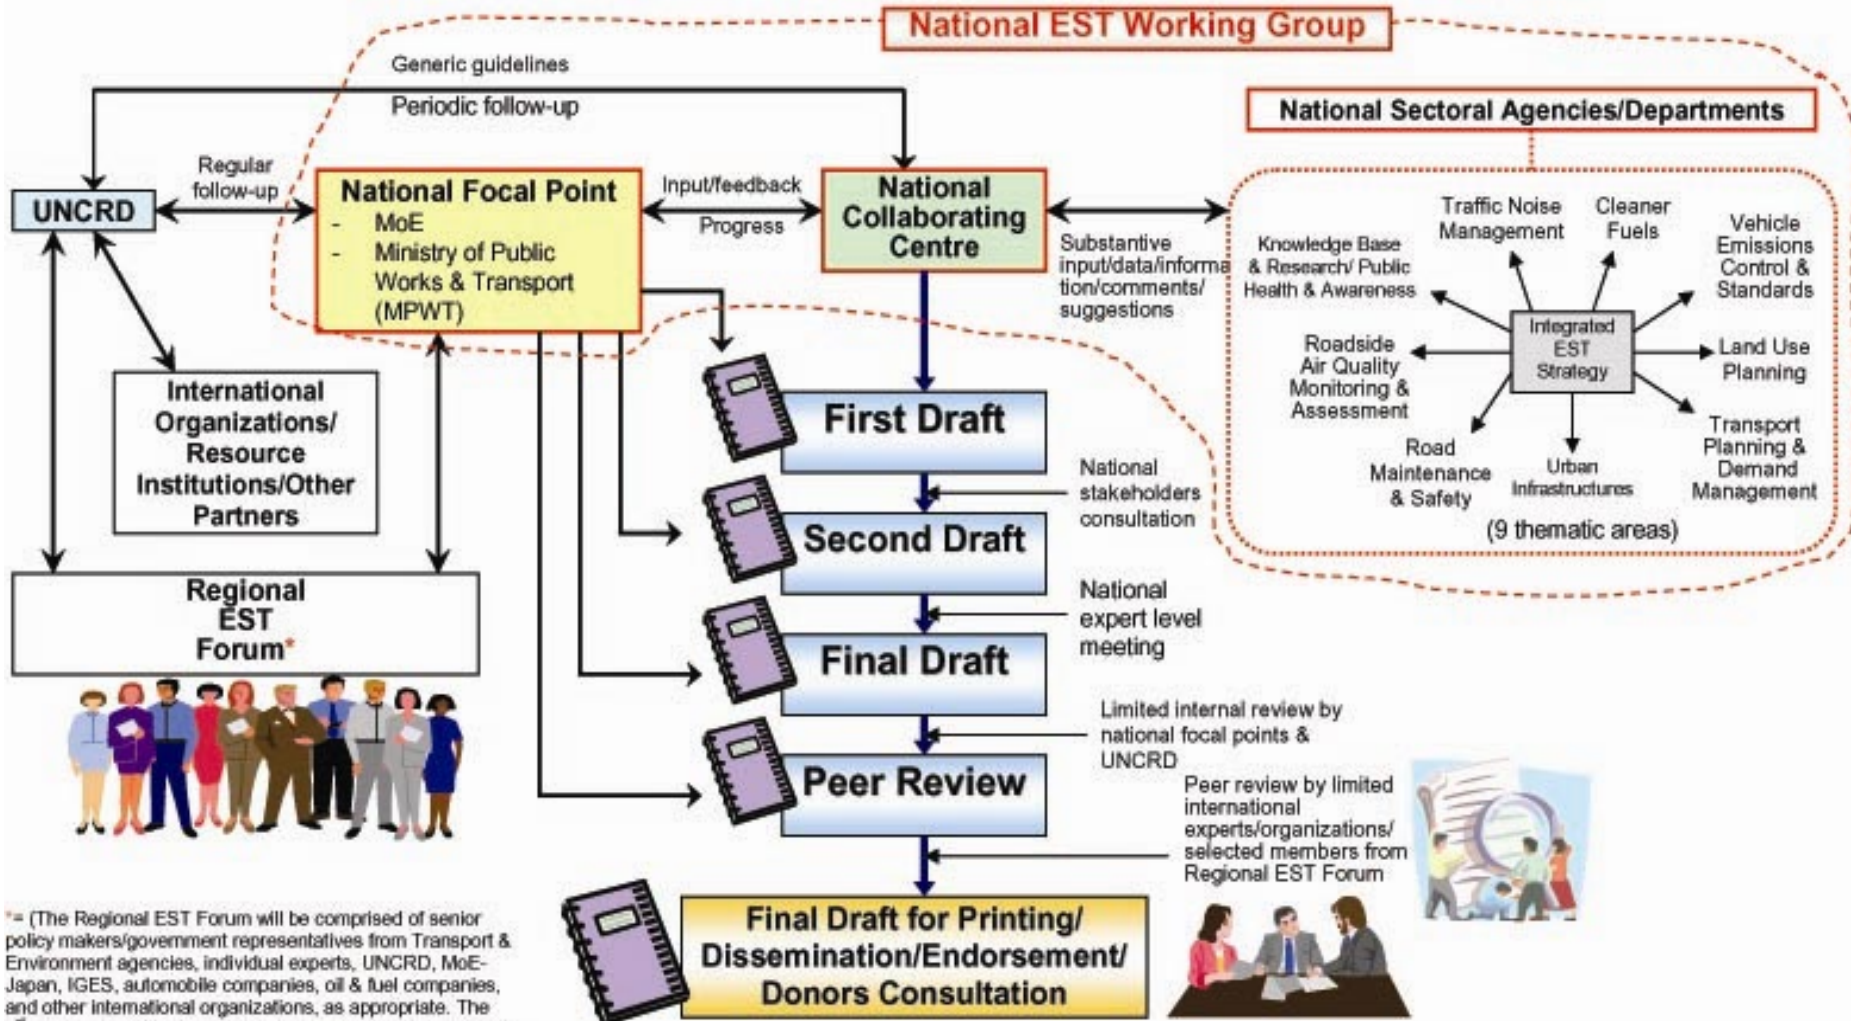 National EST Working Group
Generic guidelines
Periodic follow-up
National Sectoral Agencies/Departments
UNCRD
Regular
follow-up
National Focal Point
- MoE
- Ministry of Public
Works & Transport
(MPWT)
Input/feedback
Progress
National
Collaborating
Centre
Substantive
input/data/informa
tion/comments/
suggestions
Knowledge Base
& Research/ Public
Health & Awareness
Traffic Noise
Management
Cleaner
Fuels
Vehicle
Emissions
Control &
Standards
Integrated
EST
Strategy
Roadside
Air Quality
Monitoring &
Assessment
Land Use
Planning
Road
Maintenance
& Safety
Urban
Infrastructures
Transport
Planning &
Demand
Management
(9 thematic areas)
International
Organizations/
Resource
Institutions/Other
Partners
Regional
EST
Forum*
First Draft
National
stakeholders
consultation
Second Draft
National
expert level
meeting
Final Draft
Limited internal review by
national focal points &
UNCRD
Peer Review
Peer review by limited
international
experts/organizations/
selected members from
Regional EST Forum
Final Draft for Printing/
Dissemination/Endorsement/
Donors Consultation
*= (The Regional EST Forum will be comprised of senior
policy makers/government representatives from Transport &
Environment agencies, individual experts, UNCRD, MoE-
Japan, IGES, automobile companies, oil & fuel companies,
and other international organizations, as appropriate. The